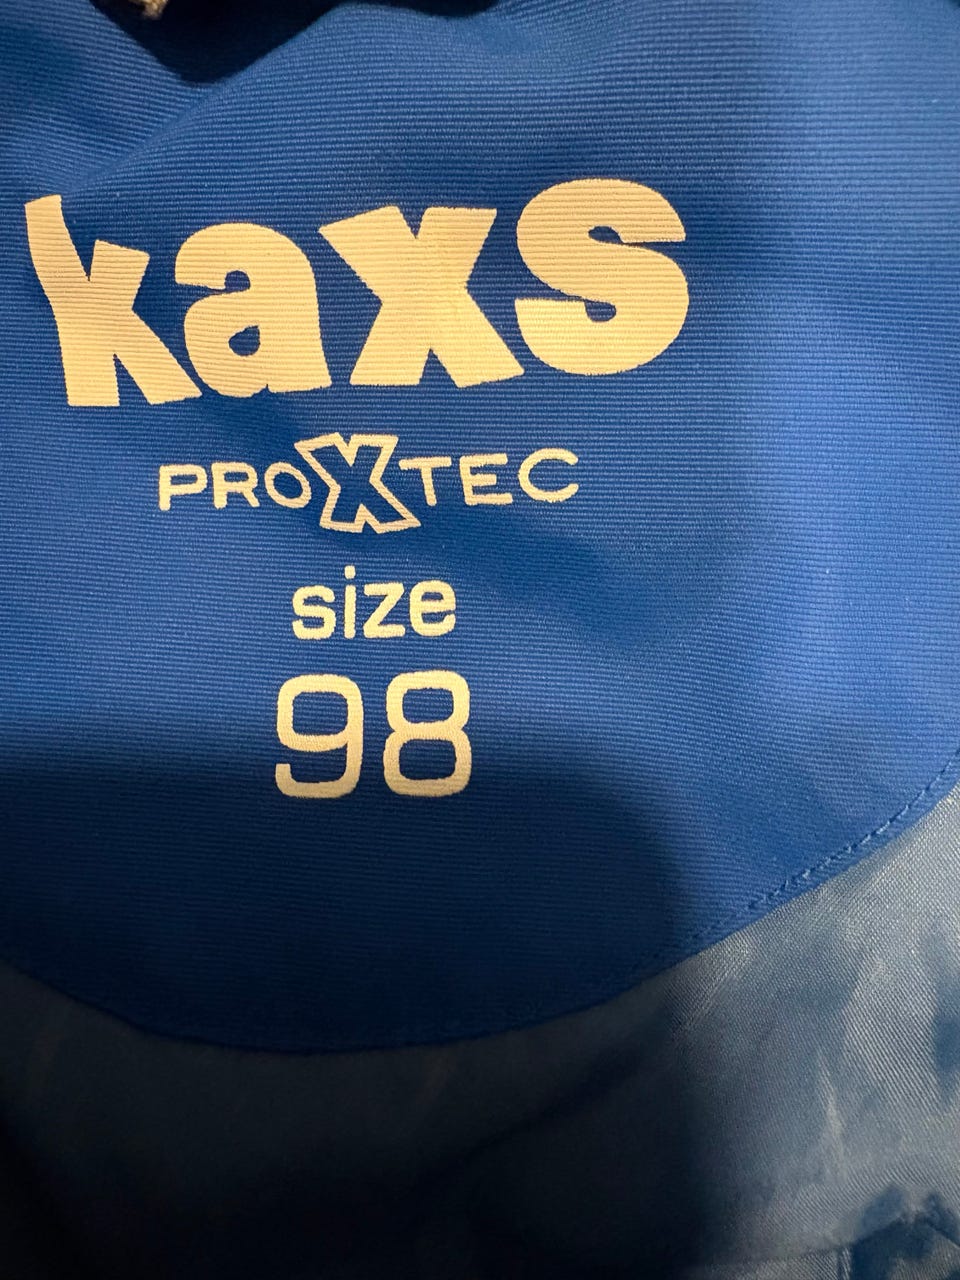 kaxs
PROXTEC
size
98